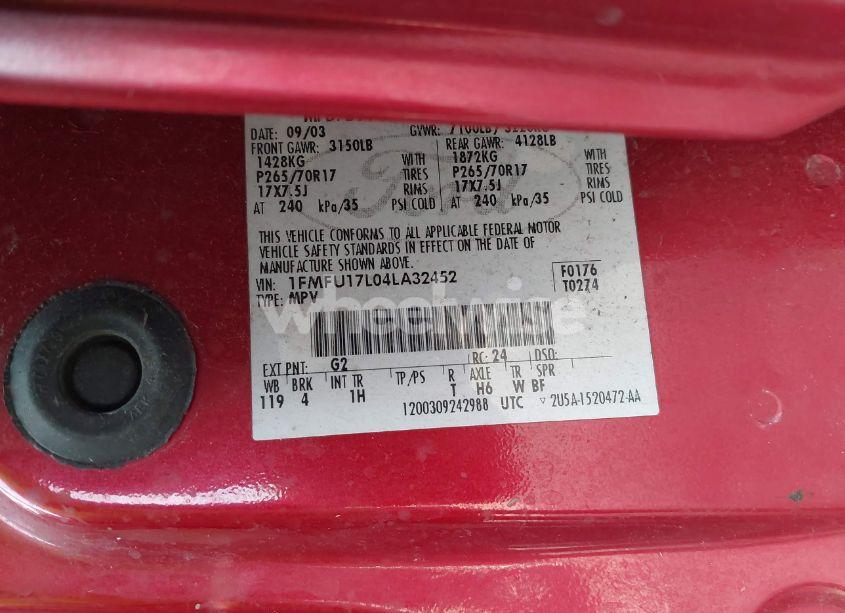 DATE: 09/03 GVWR: 7100LB/ 3220KG
FRONT GAWR: 3150LB REAR GAWR: 4128LB
1428KG WITH 1872KG WITH
P265/70R17 TIRES P265/70R17 TIRES
17X7.5J RIMS 17X7.5J RIMS
AT 240 kPa/35 PSI COLD AT 240 kPa/35 PSI COLD
Ford
THIS VEHICLE CONFORMS TO ALL APPLICABLE FEDERAL MOTOR
VEHICLE SAFETY STANDARDS IN EFFECT ON THE DATE OF
MANUFACTURE SHOWN ABOVE.
VIN: 1FMFU17L04LA32452 F0176
TYPE: MPV T0274
wheelwise
EXT PNT: G2 RC: 24 DSO:
WB BRK INT TR TP/PS R AXLE TR SPR
119 4 1H T H6 W BF
1200309242988 UTC ▽ 2U5A-1520472-AA